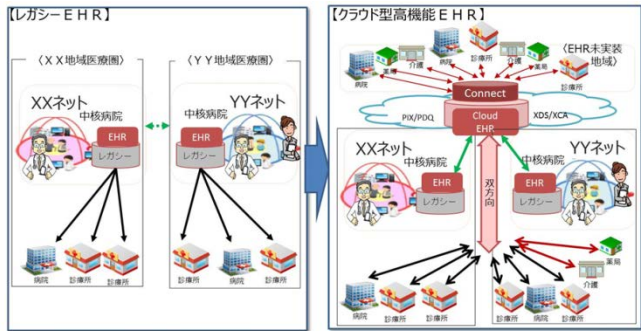 【レガシーEHR】
〈XX地域医療圏〉
〈YY地域医療圏〉
XXネット
中核病院
EHR
レガシー
YYネット
中核病院
EHR
レガシー
病院
診療所
診療所
診療所
病院
診療所
【クラウド型高機能EHR】
〈EHR未実装
地域〉
病院
薬局
介護
病院
診療所
介護
薬局
診療所
Connect
PIX/PDQ
XDS/XCA
Cloud
EHR
XXネット
中核病院
EHR
レガシー
双方向
YYネット
中核病院
EHR
レガシー
薬局
介護
病院
診療所
診療所
診療所
病院
診療所